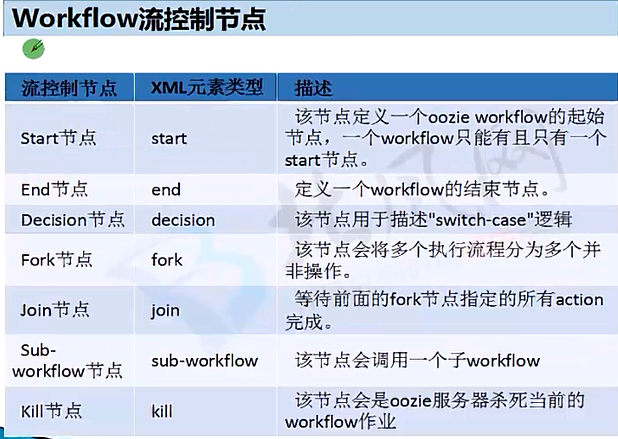 Workflow流控制节点
流控制节点 XML元素类型 描述
Start节点 start 该节点定义一个oozie workflow的起始
节点，一个workflow只能有且只有一个
start节点。
End节点 end 定义一个workflow的结束节点。
Decision节点 decision 该节点用于描述"switch-case"逻辑
Fork节点 fork 该节点会将多个执行流程分为多个并
非操作。
Join节点 join 等待前面的fork节点指定的所有action
完成。
Sub-
workflow节点 sub-workflow 该节点会调用一个子workflow
Kill节点 kill 该节点会是oozie服务器杀死当前的
workflow作业
北风网